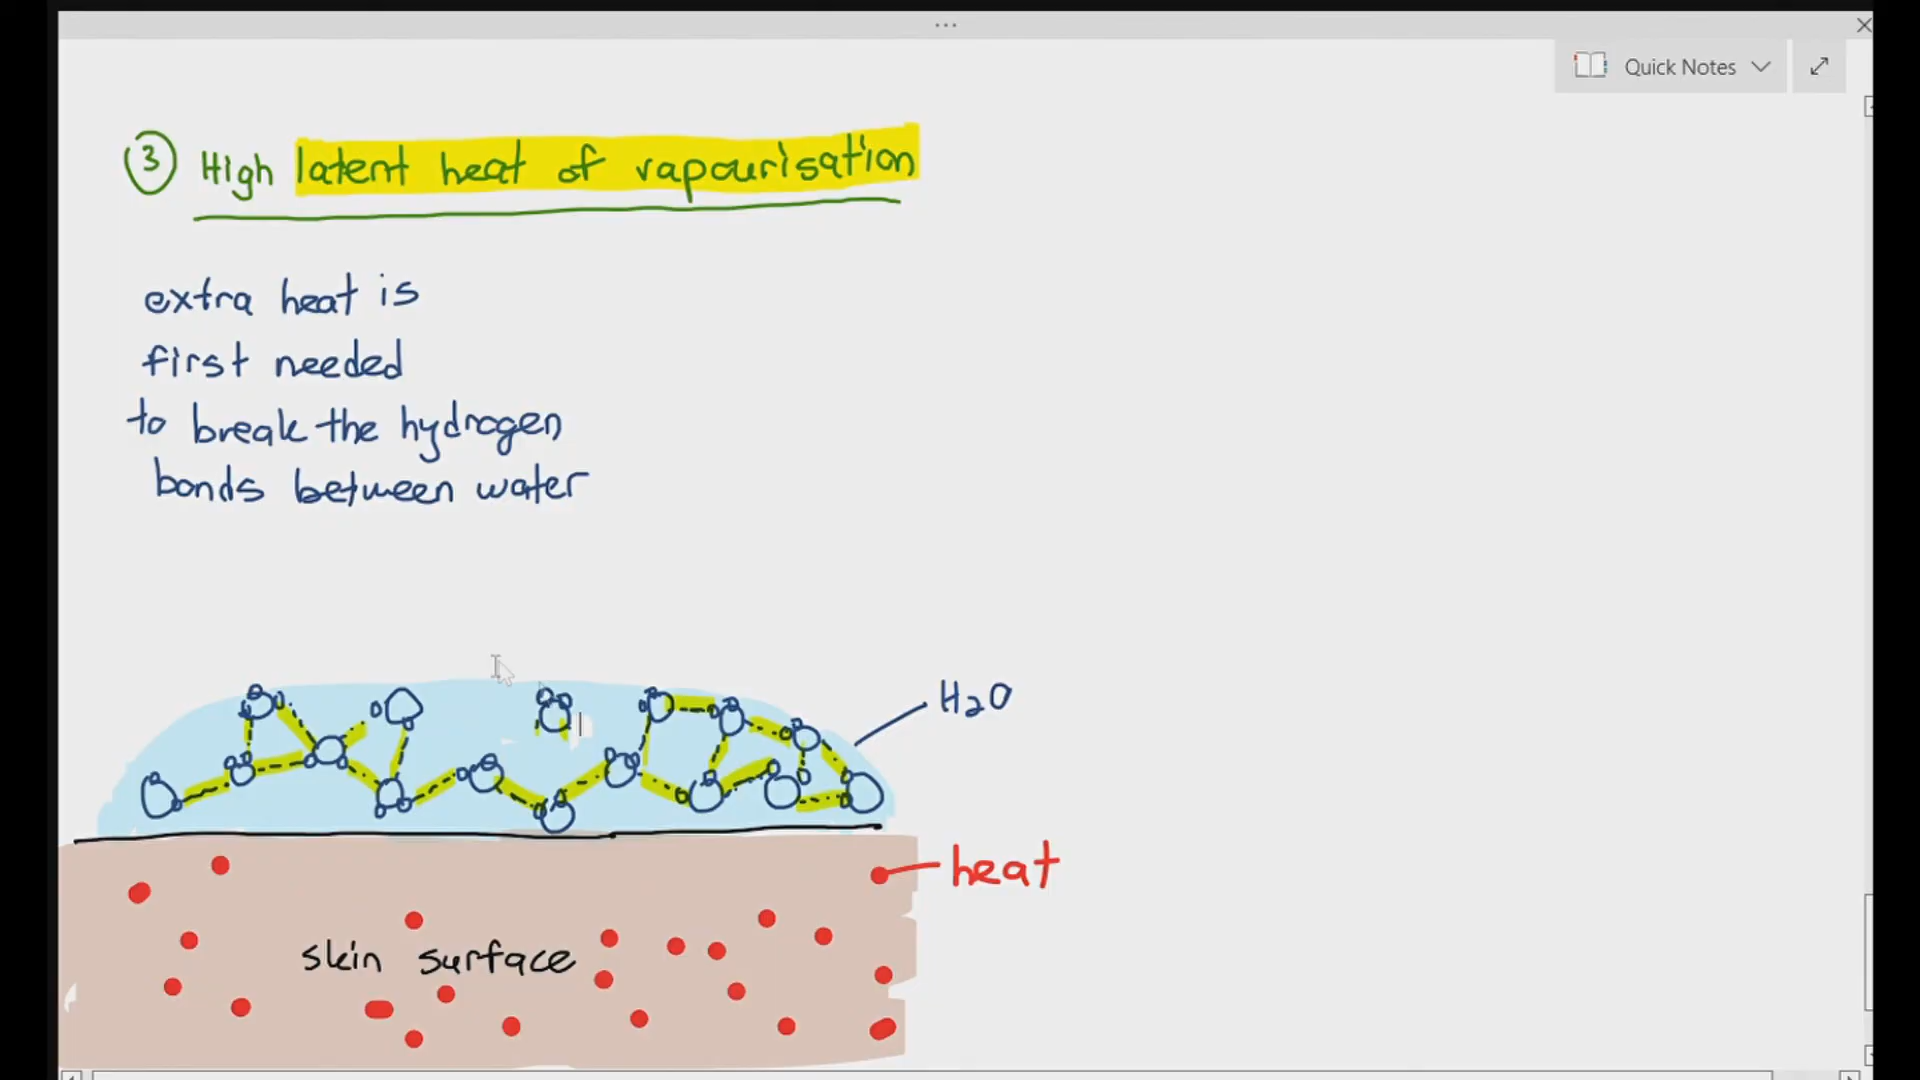 Quick Notes
③ High latent heat of vapourisation
extra heat is
first needed
to break the hydrogen
bonds between water
H₂O
heat
skin surface